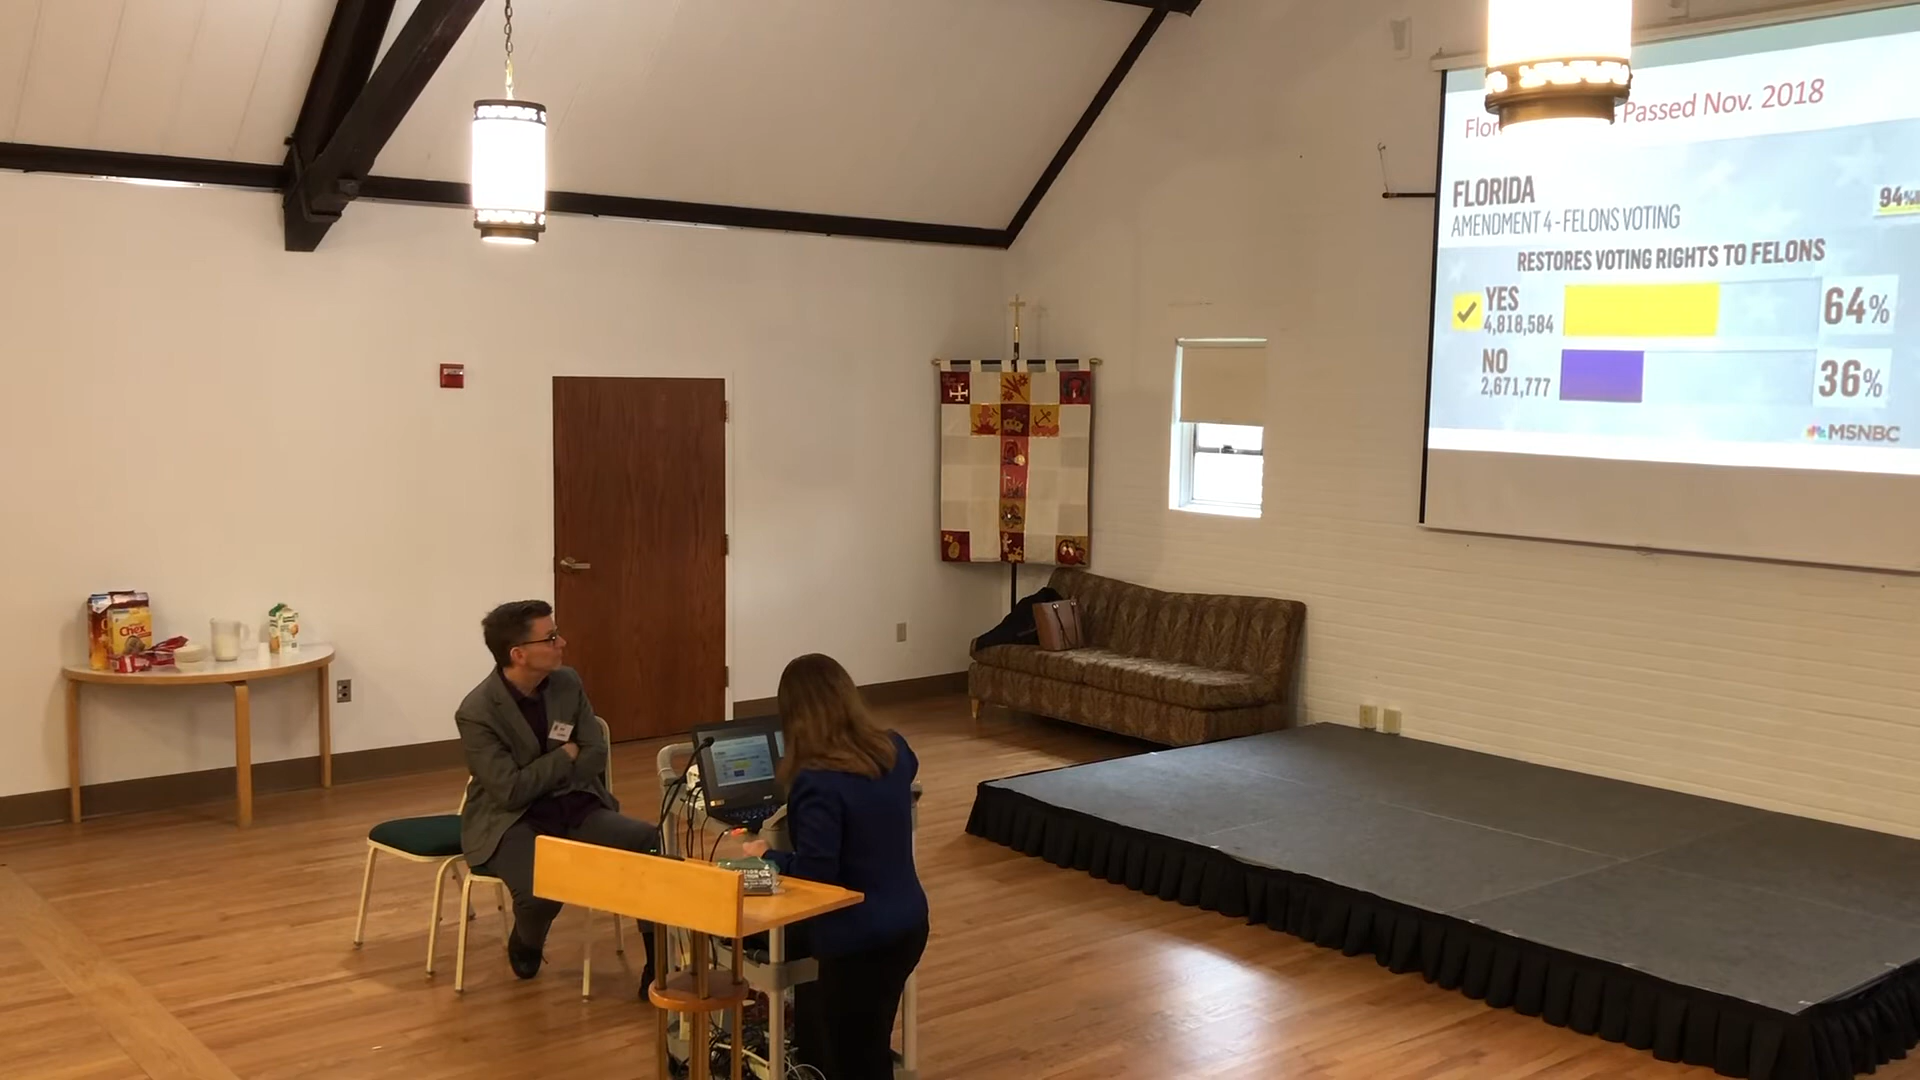 Passed Nov. 2018
FLORIDA
AMENDMENT 4 - FELONS VOTING
94%
RESTORES VOTING RIGHTS TO FELONS
YES
4,818,584
64%
NO
2,671,777
36%
MSNBC
Chex